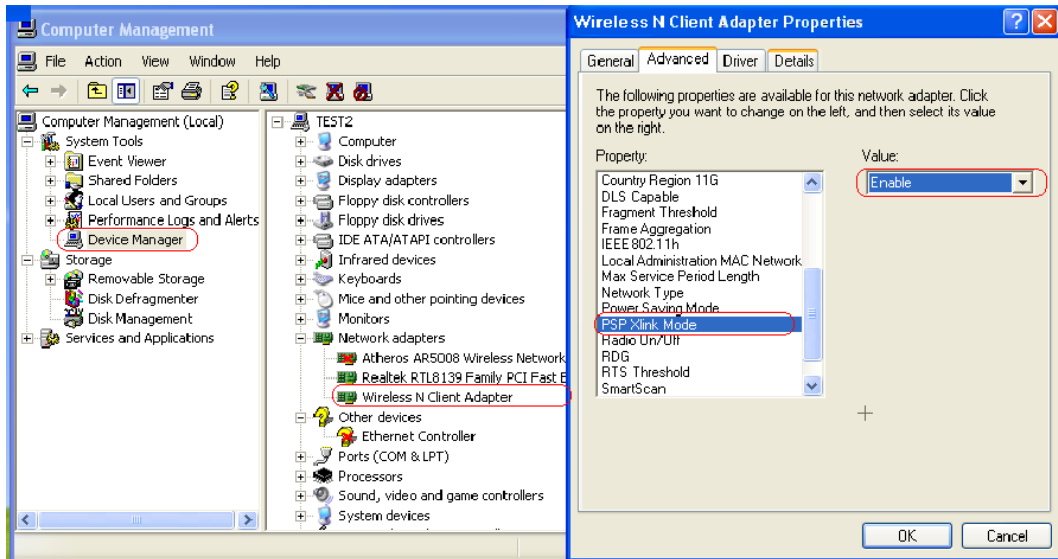 Computer Management
File Action View Window Help
Computer Management (Local)
System Tools
Event Viewer
Shared Folders
Local Users and Groups
Performance Logs and Alerts
Device Manager
Storage
Removable Storage
Disk Defragmenter
Disk Management
Services and Applications
TEST2
Computer
Disk drives
Display adapters
Floppy disk controllers
Floppy disk drives
IDE ATA/ATAPI controllers
Infrared devices
Keyboards
Mice and other pointing devices
Monitors
Network adapters
Atheros AR5008 Wireless Network
Realtek RTL8139 Family PCI Fast E
Wireless N Client Adapter
Other devices
Ethernet Controller
Ports (COM & LPT)
Processors
Sound, video and game controllers
System devices
Wireless N Client Adapter Properties
General Advanced Driver Details
The following properties are available for this network adapter. Click
the property you want to change on the left, and then select its value
on the right.
Property:
Value:
Country Region 11G
DLS Capable
Fragment Threshold
Frame Aggregation
IEEE 802.11h
Local Administration MAC Network
Max Service Period Length
Network Type
Power Saving Mode
PSP Xlink Mode
Radio On/Off
RDG
RTS Threshold
SmartScan
Enable
OK Cancel